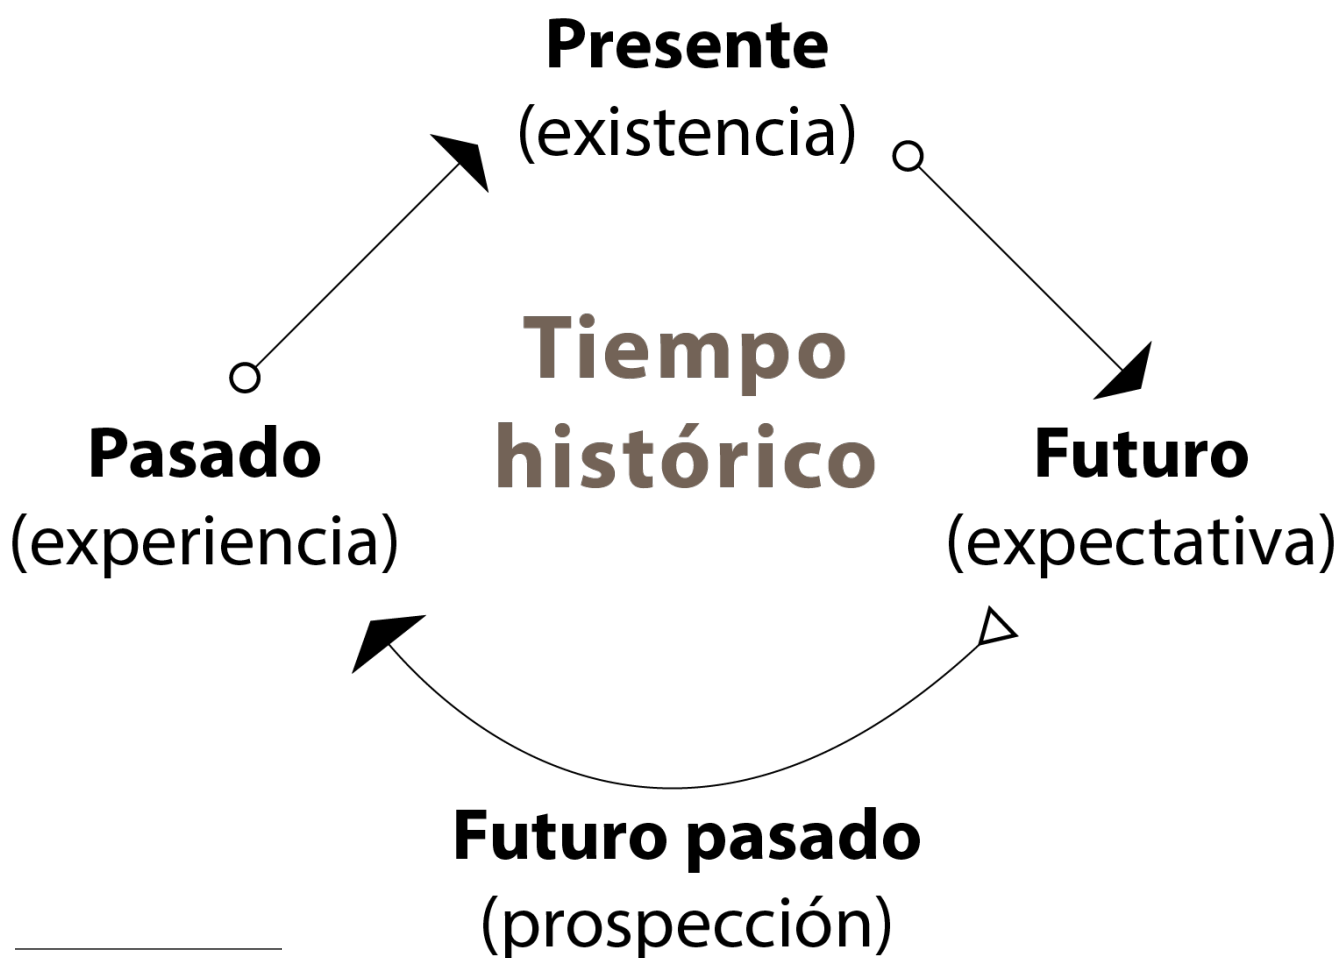 Presente
(existencia)
Tiempo
histórico
Pasado
(experiencia)
Futuro
(expectativa)
Futuro pasado
(prospección)